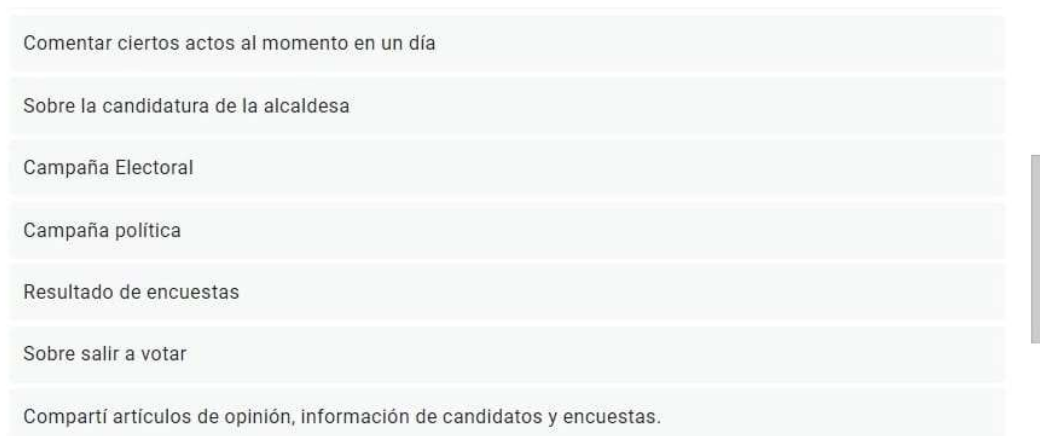 Comentar ciertos actos al momento en un día
Sobre la candidatura de la alcaldesa
Campaña Electoral
Campaña política
Resultado de encuestas
Sobre salir a votar
Compartí artículos de opinión, información de candidatos y encuestas.